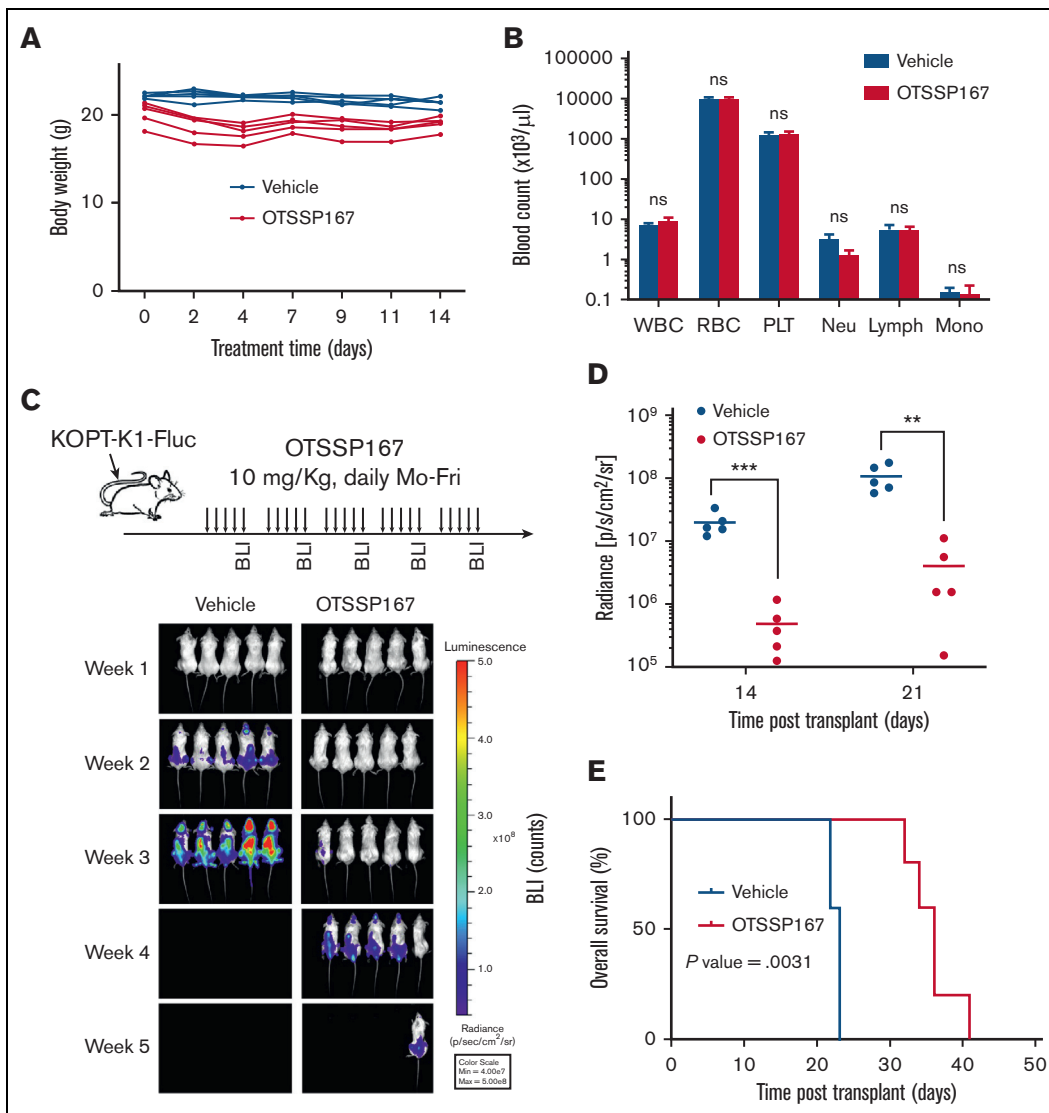 A
Body weight (g)
20
10
0
Vehicle
OTSSP167
0 2 4 7 9 11 14
Treatment time (days)
B
Blood count (x10³/µl)
100000
10000
1000
100
10
1
0.1
Vehicle
OTSSP167
ns ns ns ns ns ns
WBC RBC PLT Neu Lymph Mono
C
KOPT-K1-Fluc
OTSSP167
10 mg/Kg, daily Mo-Fri
BLI BLI BLI BLI BLI
Vehicle OTSSP167
Week 1
Week 2
Week 3
Week 4
Week 5
Luminescence
5.0
4.0
3.0
x10⁸
2.0
1.0
BLI (counts)
Radiance
(p/sec/cm²/sr)
Color Scale
Min = 4.00e7
Max = 5.00e8
D
Radiance [p/s/cm2/sr]
10⁹
10⁸
10⁷
10⁶
10⁵
Vehicle
OTSSP167
*** **
14 21
Time post transplant (days)
E
Overall survival (%)
100
50
0
Vehicle
OTSSP167
P value = .0031
0 10 20 30 40 50
Time post transplant (days)